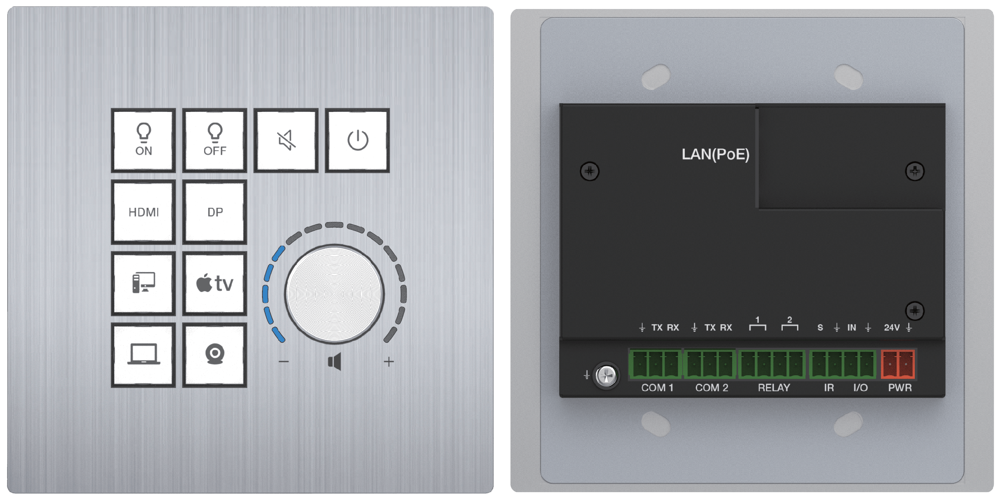 ON
OFF
HDMI
DP
tv
− +
LAN(PoE)
1 2
TX RX TX RX S IN 24V
COM 1 COM 2 RELAY IR I/O PWR